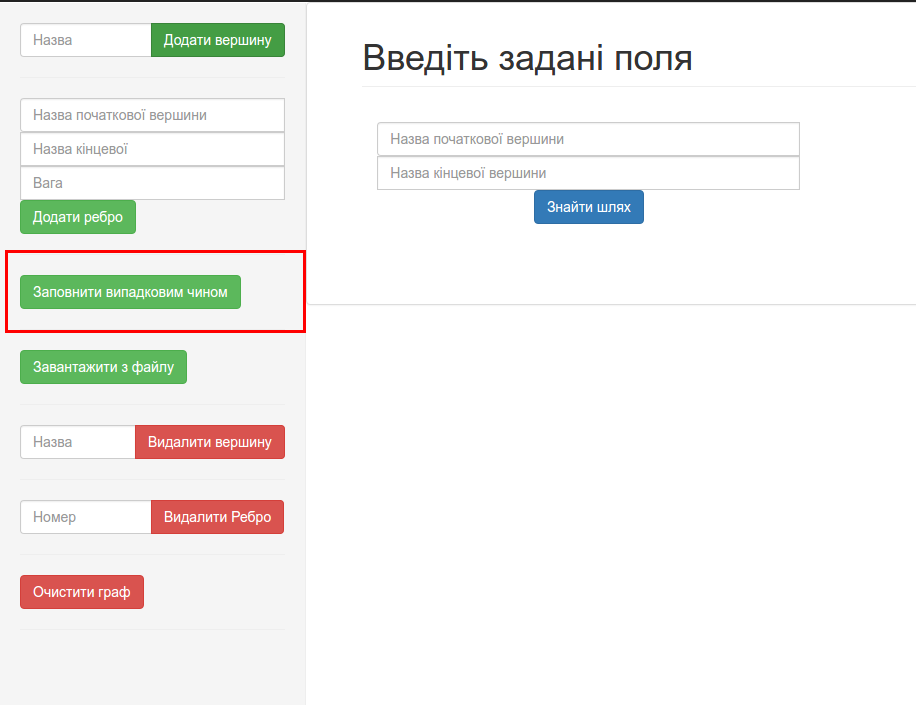 Назва
Додати вершину
Назва початкової вершини
Назва кінцевої
Вага
Додати ребро
Заповнити випадковим чином
Завантажити з файлу
Назва
Видалити вершину
Номер
Видалити Ребро
Очистити граф
Введіть задані поля
Назва початкової вершини
Назва кінцевої вершини
Знайти шлях